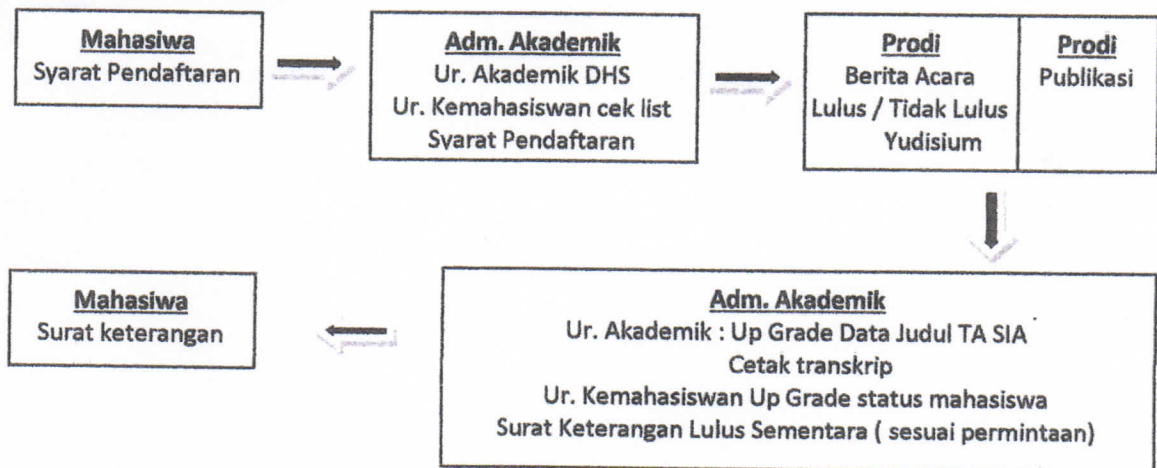 Mahasiwa
Syarat Pendaftaran
Adm. Akademik
Ur. Akademik DHS
Ur. Kemahasiswan cek list
Syarat Pendaftaran
Prodi
Berita Acara
Lulus / Tidak Lulus
Yudisium
Prodi
Publikasi
Mahasiwa
Surat keterangan
Adm. Akademik
Ur. Akademik : Up Grade Data Judul TA SIA
Cetak transkrip
Ur. Kemahasiswan Up Grade status mahasiswa
Surat Keterangan Lulus Sementara ( sesuai permintaan)